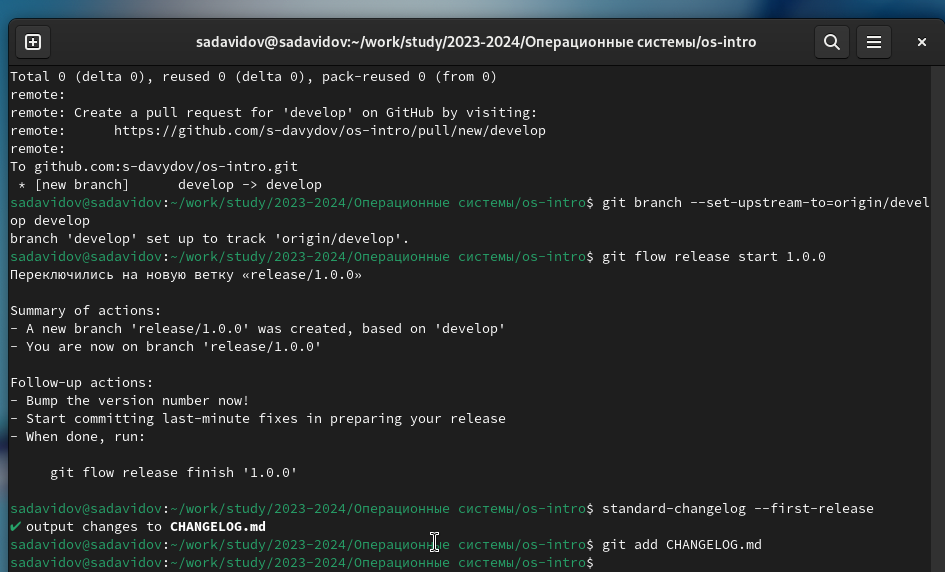 sadavidov@sadavidov:~/work/study/2023-2024/Операционные системы/os-intro
Total 0 (delta 0), reused 0 (delta 0), pack-reused 0 (from 0)
remote:
remote: Create a pull request for 'develop' on GitHub by visiting:
remote:      https://github.com/s-davydov/os-intro/pull/new/develop
remote:
To github.com:s-davydov/os-intro.git
 * [new branch]      develop -> develop
sadavidov@sadavidov:~/work/study/2023-2024/Операционные системы/os-intro$ git branch --set-upstream-to=origin/devel
op develop
branch 'develop' set up to track 'origin/develop'.
sadavidov@sadavidov:~/work/study/2023-2024/Операционные системы/os-intro$ git flow release start 1.0.0
Переключились на новую ветку «release/1.0.0»
Summary of actions:
- A new branch 'release/1.0.0' was created, based on 'develop'
- You are now on branch 'release/1.0.0'
Follow-up actions:
- Bump the version number now!
- Start committing last-minute fixes in preparing your release
- When done, run:
     git flow release finish '1.0.0'
sadavidov@sadavidov:~/work/study/2023-2024/Операционные системы/os-intro$ standard-changelog --first-release
✔ output changes to CHANGELOG.md
sadavidov@sadavidov:~/work/study/2023-2024/Операционные системы/os-intro$ git add CHANGELOG.md
sadavidov@sadavidov:~/work/study/2023-2024/Операционные системы/os-intro$